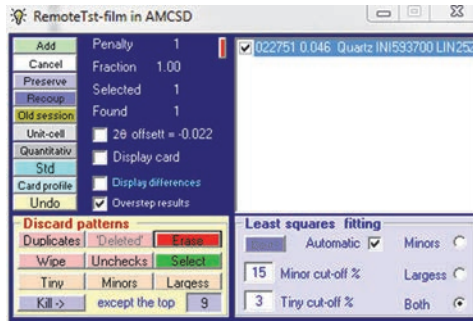 RemoteTst-film in AMCSD
Add
Cancel
Preserve
Recoup
Old session
Unit-cell
Quantitativ
Std
Card profile
Undo
Penalty 1
Fraction 1.00
Selected 1
Found 1
2θ offsett = -0.022
Display card
Display differences
Overstep results
022751 0.046 Quartz INI593700 LIN252
Discard patterns
Duplicates 'Deleted' Erase
Wipe Unchecks Select
Tiny Minors Largess
Kill -> except the top 9
Least squares fitting
Automatic Minors
15 Minor cut-off % Largess
3 Tiny cut-off % Both